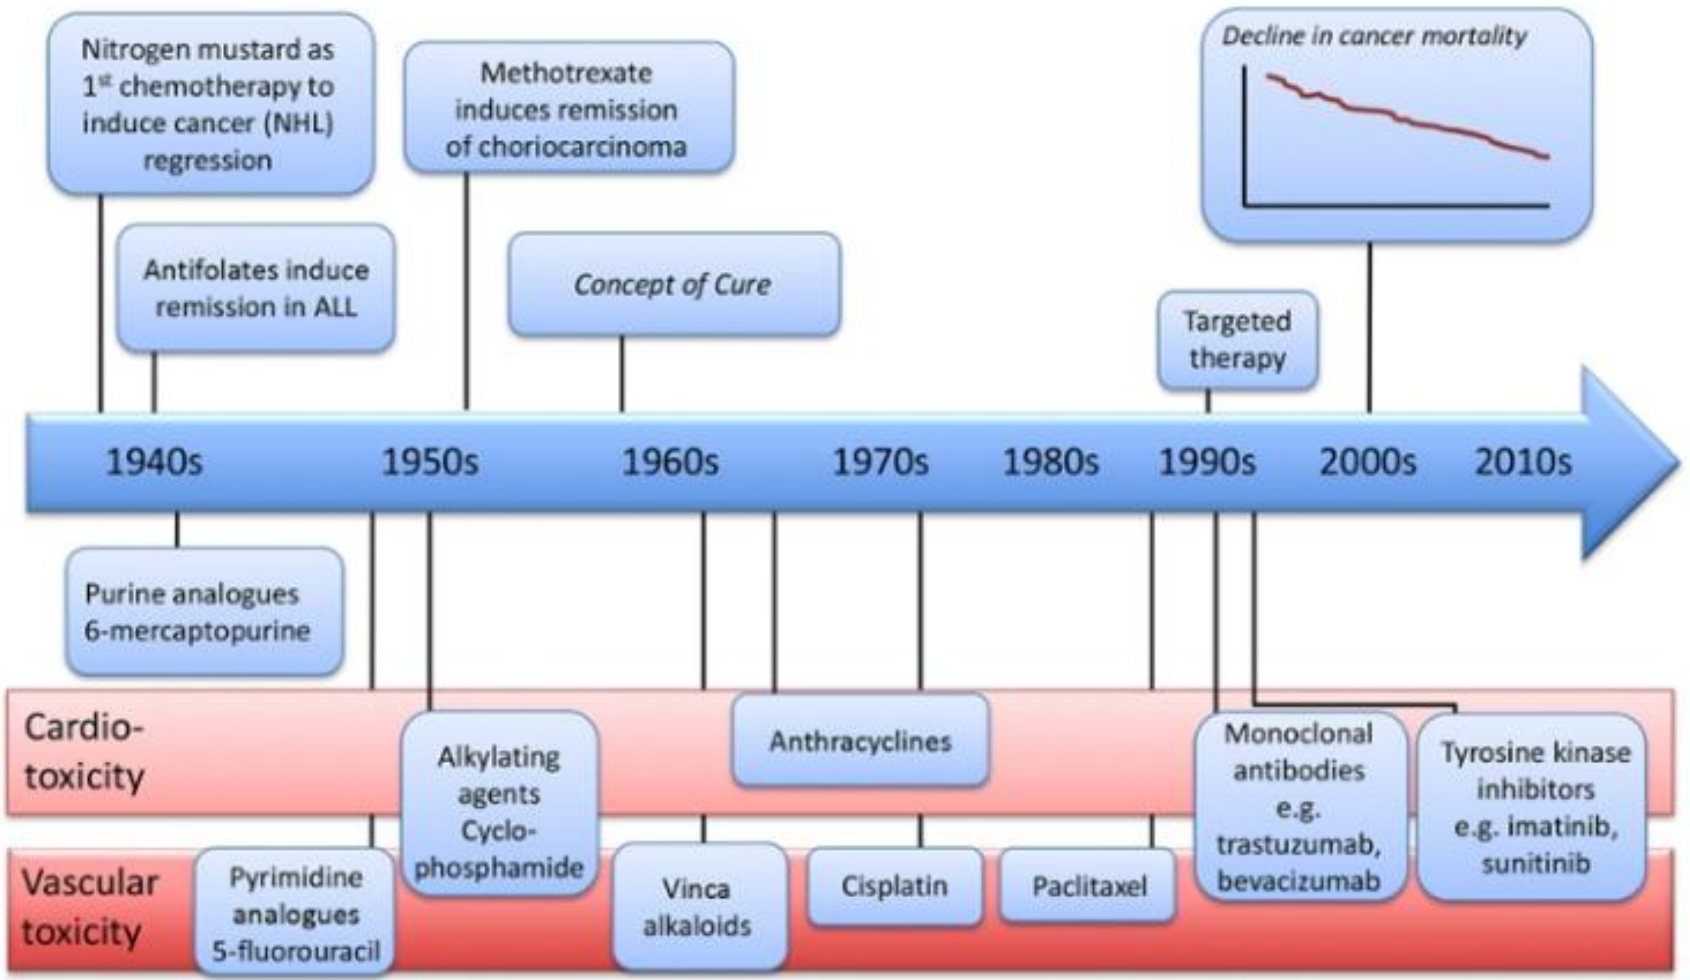 Nitrogen mustard as
1st chemotherapy to
induce cancer (NHL)
regression
Methotrexate
induces remission
of choriocarcinoma
Decline in cancer mortality
Antifolates induce
remission in ALL
Concept of Cure
Targeted
therapy
1940s 1950s 1960s 1970s 1980s 1990s 2000s 2010s
Purine analogues
6-mercaptopurine
Cardio-
toxicity
Alkylating
agents
Cyclo-
phosphamide
Anthracyclines
Monoclonal
antibodies
e.g.
trastuzumab,
bevacizumab
Tyrosine kinase
inhibitors
e.g. imatinib,
sunitinib
Vascular
toxicity
Pyrimidine
analogues
5-fluorouracil
Vinca
alkaloids
Cisplatin
Paclitaxel